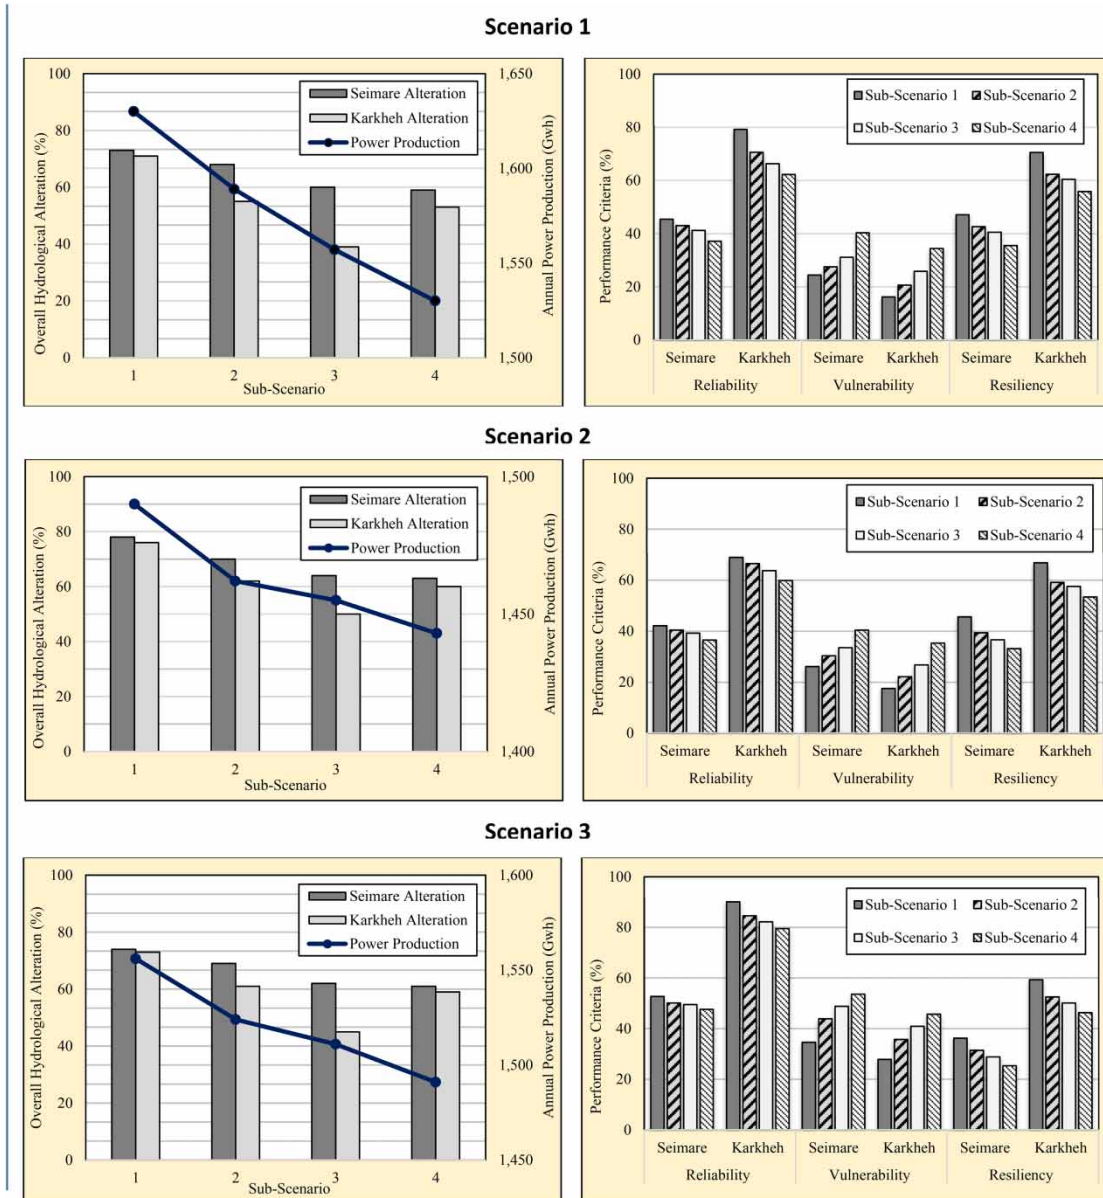 Scenario 1
100
80
60
40
20
0
Overall Hydrological Alteration (%)
Seimare Alteration
Karkheh Alteration
Power Production
1,650
1,600
1,550
1,500
Annual Power Production (Gwh)
1 2 3 4
Sub-Scenario
100
80
60
40
20
0
Performance Criteria (%)
Sub-Scenario 1 Sub-Scenario 2
Sub-Scenario 3 Sub-Scenario 4
Seimare Karkheh Seimare Karkheh Seimare Karkheh
Reliability Vulnerability Resiliency
Scenario 2
100
80
60
40
20
0
Overall Hydrological Alteration (%)
Seimare Alteration
Karkheh Alteration
Power Production
1,500
1,450
1,400
Annual Power Production (Gwh)
1 2 3 4
Sub-Scenario
100
80
60
40
20
0
Performance Criteria (%)
Sub-Scenario 1 Sub-Scenario 2
Sub-Scenario 3 Sub-Scenario 4
Seimare Karkheh Seimare Karkheh Seimare Karkheh
Reliability Vulnerability Resiliency
Scenario 3
100
80
60
40
20
0
Overall Hydrological Alteration (%)
Seimare Alteration
Karkheh Alteration
Power Production
1,600
1,550
1,500
1,450
Annual Power Production (Gwh)
1 2 3 4
Sub-Scenario
100
80
60
40
20
0
Performance Criteria (%)
Sub-Scenario 1 Sub-Scenario 2
Sub-Scenario 3 Sub-Scenario 4
Seimare Karkheh Seimare Karkheh Seimare Karkheh
Reliability Vulnerability Resiliency